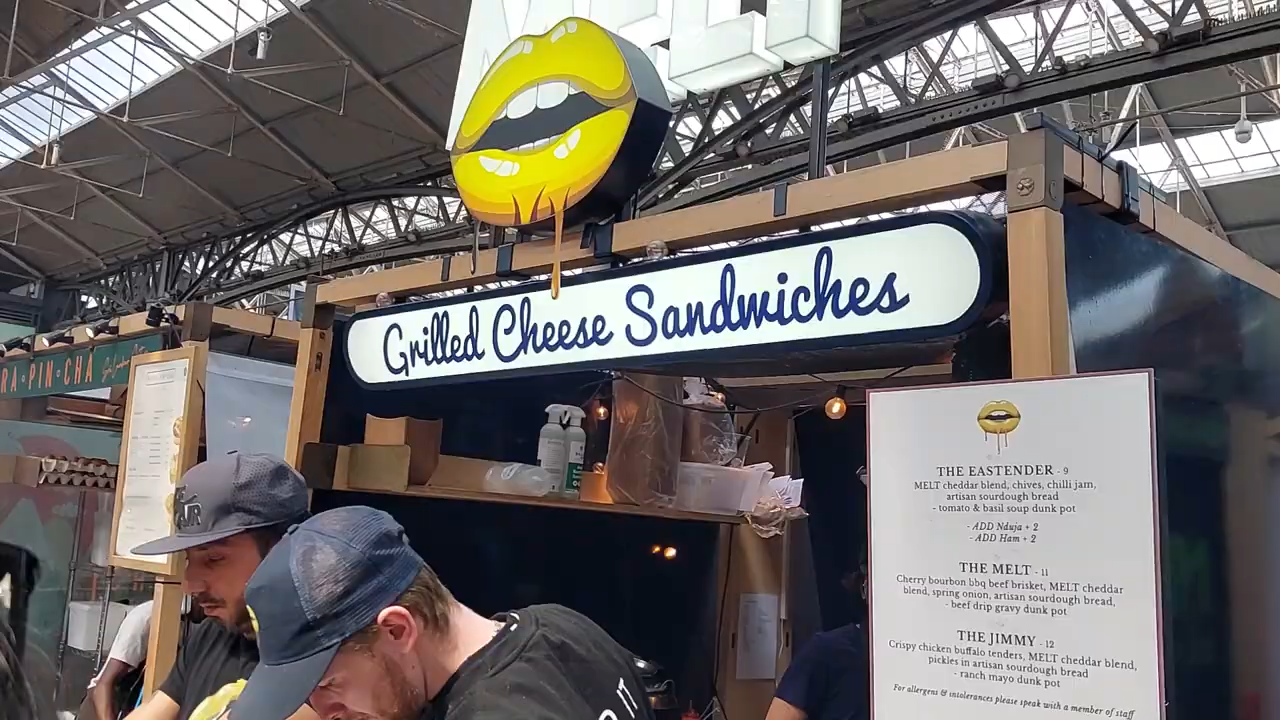 MELT
Grilled Cheese Sandwiches
RA•PIN•CHÁ
THE EASTENDER - 9
MELT cheddar blend, chives, chilli jam,
artisan sourdough bread
- tomato & basil soup dunk pot
- ADD Nduja + 2
- ADD Ham + 2
THE MELT - 11
Cherry bourbon bbq beef brisket, MELT cheddar
blend, spring onion, artisan sourdough bread,
- beef drip gravy dunk pot
THE JIMMY - 12
Crispy chicken buffalo tenders, MELT cheddar blend,
pickles in artisan sourdough bread
- ranch mayo dunk pot
For allergens & intolerances please speak with a member of staff